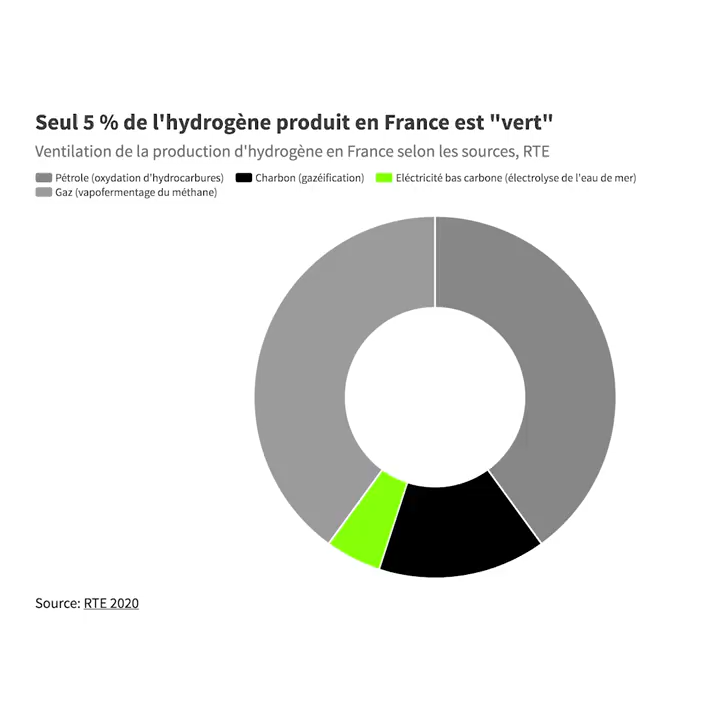 Seul 5 % de l'hydrogène produit en France est "vert"
Ventilation de la production d'hydrogène en France selon les sources, RTE
Pétrole (oxydation d'hydrocarbures) Charbon (gazéification) Eléctricité bas carbone (électrolyse de l'eau de mer)
Gaz (vapofermentage du méthane)
Source: RTE 2020